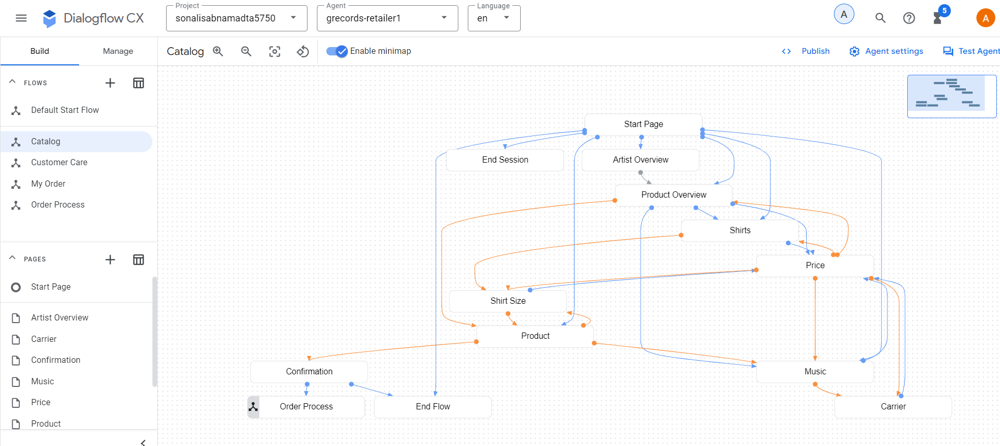 Dialogflow CX
Project
sonalisabnamadta5750
Agent
grecords-retailer1
Language
en
A
5
A
Build
Manage
Catalog
Enable minimap
Publish
Agent settings
Test Agent
FLOWS
Default Start Flow
Catalog
Customer Care
My Order
Order Process
PAGES
Start Page
Artist Overview
Carrier
Confirmation
Music
Price
Product
Start Page
End Session
Artist Overview
Product Overview
Shirts
Price
Shirt Size
Product
Confirmation
Music
Order Process
End Flow
Carrier